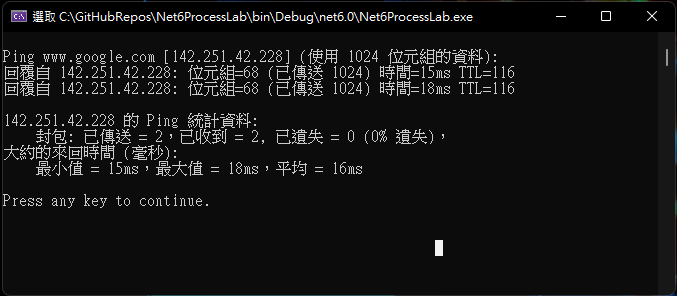 選取 C:\GitHubRepos\Net6ProcessLab\bin\Debug\net6.0\Net6ProcessLab.exe
Ping www.google.com [142.251.42.228] (使用 1024 位元組的資料):
回覆自 142.251.42.228: 位元組=68 (已傳送 1024) 時間=15ms TTL=116
回覆自 142.251.42.228: 位元組=68 (已傳送 1024) 時間=18ms TTL=116
142.251.42.228 的 Ping 統計資料:
封包: 已傳送 = 2，已收到 = 2, 已遺失 = 0 (0% 遺失)，
大約的來回時間 (毫秒):
最小值 = 15ms，最大值 = 18ms，平均 = 16ms
Press any key to continue.